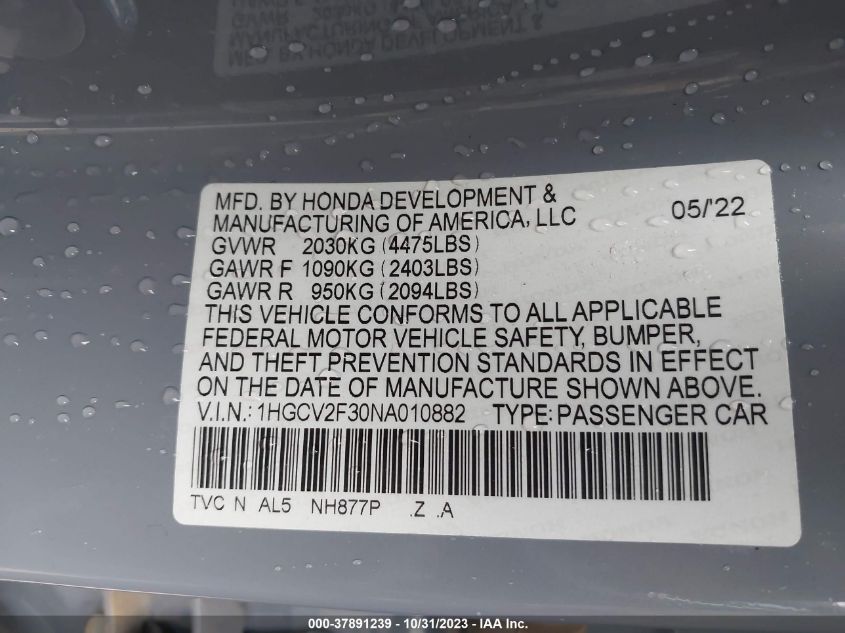 MFD. BY HONDA DEVELOPMENT &
MANUFACTURING OF AMERICA, LLC 05/'22
GVWR 2030KG (4475LBS)
GAWR F 1090KG (2403LBS)
GAWR R 950KG (2094LBS)
THIS VEHICLE CONFORMS TO ALL APPLICABLE
FEDERAL MOTOR VEHICLE SAFETY, BUMPER,
AND THEFT PREVENTION STANDARDS IN EFFECT
ON THE DATE OF MANUFACTURE SHOWN ABOVE.
V.I.N.: 1HGCV2F30NA010882 TYPE: PASSENGER CAR
TVC N AL5 NH877P .Z .A
000-37891239 - 10/31/2023 - IAA Inc.